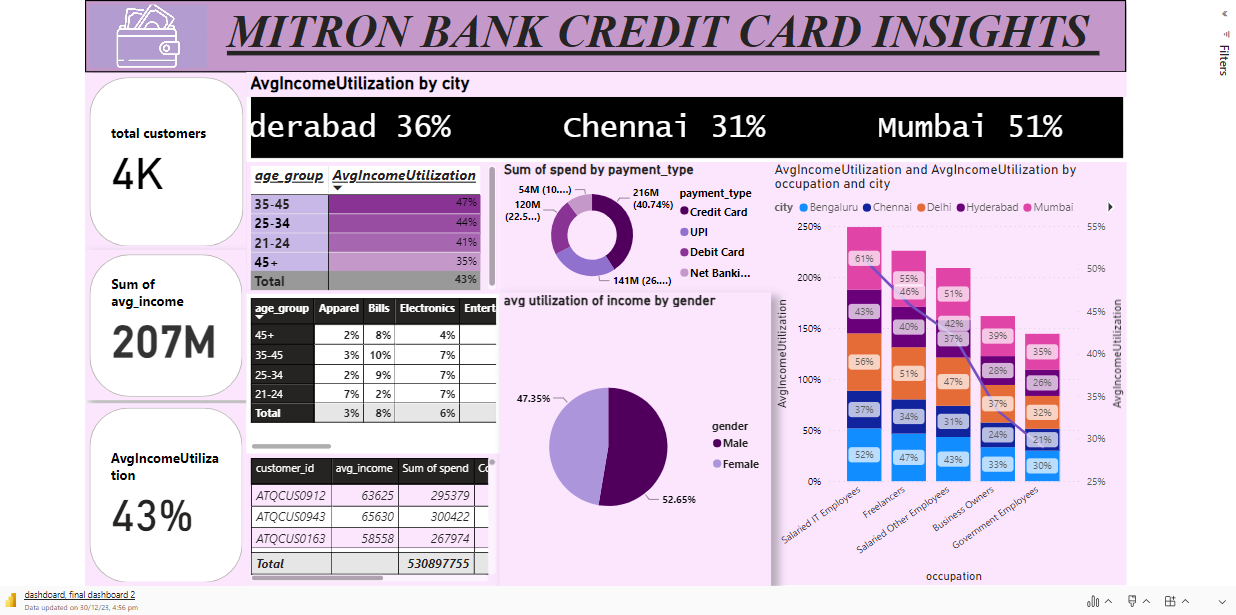 MITRON BANK CREDIT CARD INSIGHTS
Filters
total customers
4K
Sum of
avg_income
207M
AvgIncomeUtiliza
tion
43%
AvgIncomeUtilization by city
derabad 36% Chennai 31% Mumbai 51%
age_group AvgIncomeUtilization
35-45 47%
25-34 44%
21-24 41%
45+ 35%
Total 43%
age_group Apparel Bills Electronics Entert
45+ 2% 8% 4%
35-45 3% 10% 7%
25-34 2% 9% 7%
21-24 7% 2% 7%
Total 3% 8% 6%
customer_id avg_income Sum of spend Co
ATQCUS0912 63625 295379
ATQCUS0943 65630 300422
ATQCUS0163 58558 267974
Total 530897755
Sum of spend by payment_type
54M (10....)
120M
(22.5...)
216M
(40.74%)
141M (26....)
payment_type
Credit Card
UPI
Debit Card
Net Banki...
avg utilization of income by gender
47.35%
52.65%
gender
Male
Female
AvgIncomeUtilization and AvgIncomeUtilization by
occupation and city
city Bengaluru Chennai Delhi Hyderabad Mumbai
AvgIncomeUtilization
250%
200%
150%
100%
50%
0%
61%
43%
56%
37%
52%
55%
46%
40%
51%
34%
47%
51%
42%
37%
47%
31%
43%
39%
28%
37%
24%
33%
35%
26%
32%
21%
30%
55%
50%
45%
40%
35%
30%
25%
AvgIncomeUtilization
Salaried IT Employees
Freelancers
Salaried Other Employees
Business Owners
Government Employees
occupation
dashdoard, final dashboard 2
Data updated on 30/12/23, 4:56 pm